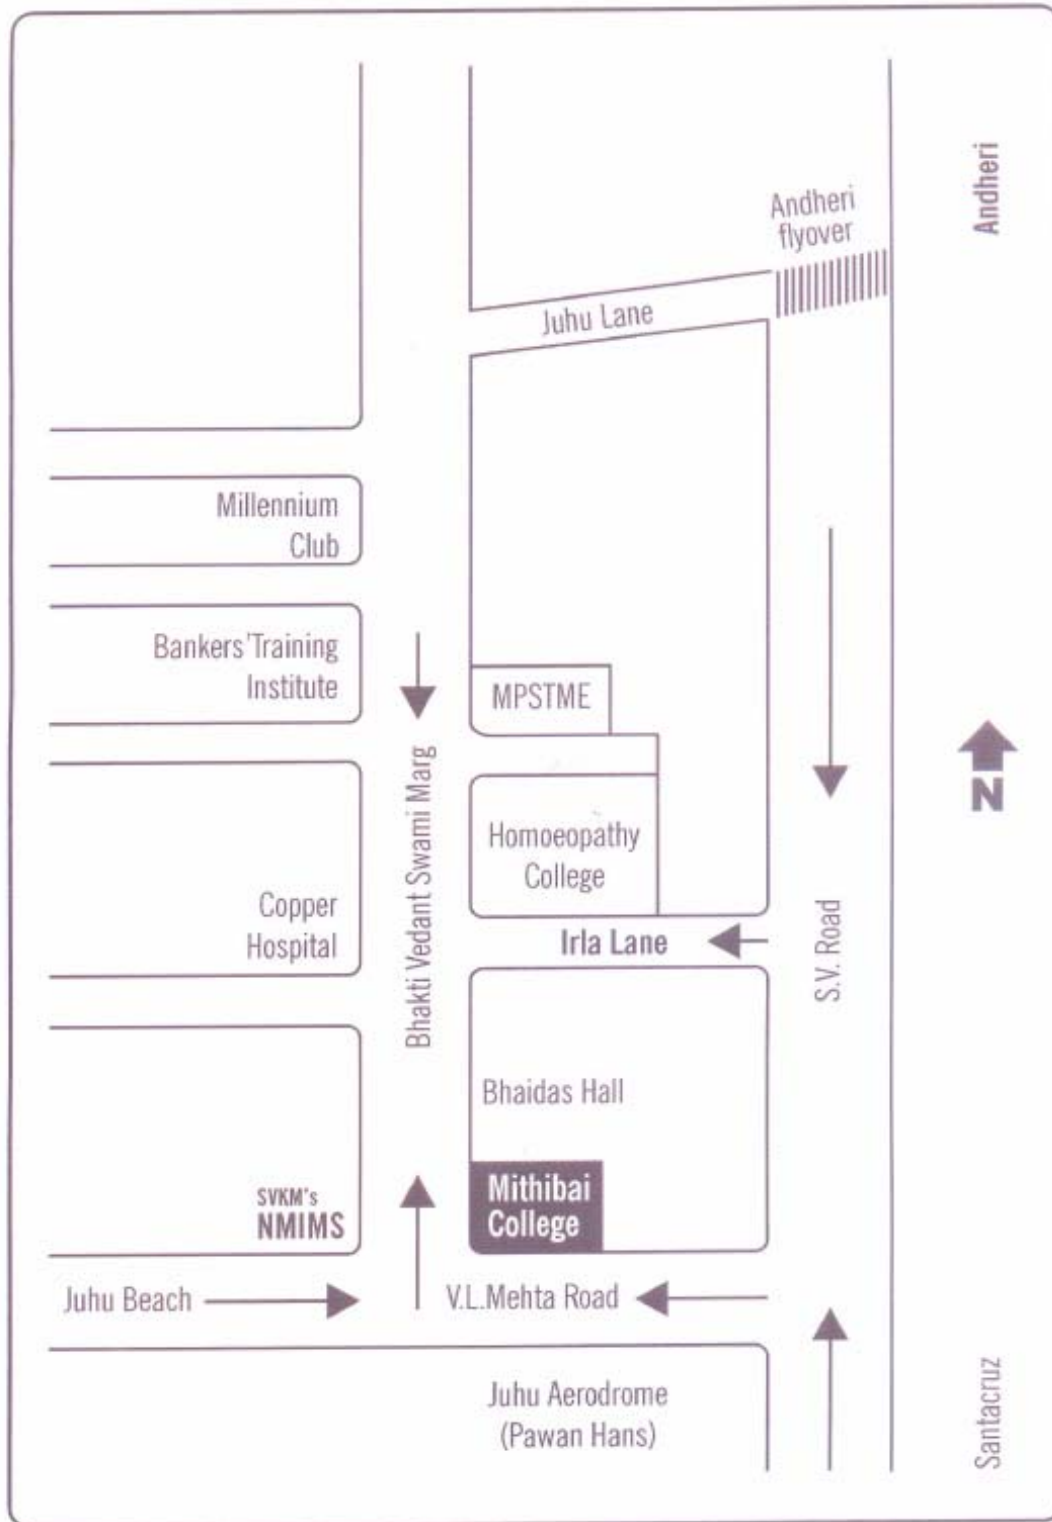 Andheri
Andheri
flyover
Juhu Lane
Millennium
Club
Bankers'Training
Institute
MPSTME
Bhakti Vedant Swami Marg
N
Homoeopathy
College
Copper
Hospital
Irla Lane
S.V. Road
Bhaidas Hall
SVKM's
NMIMS
Mithibai
College
Juhu Beach
V.L.Mehta Road
Juhu Aerodrome
(Pawan Hans)
Santacruz